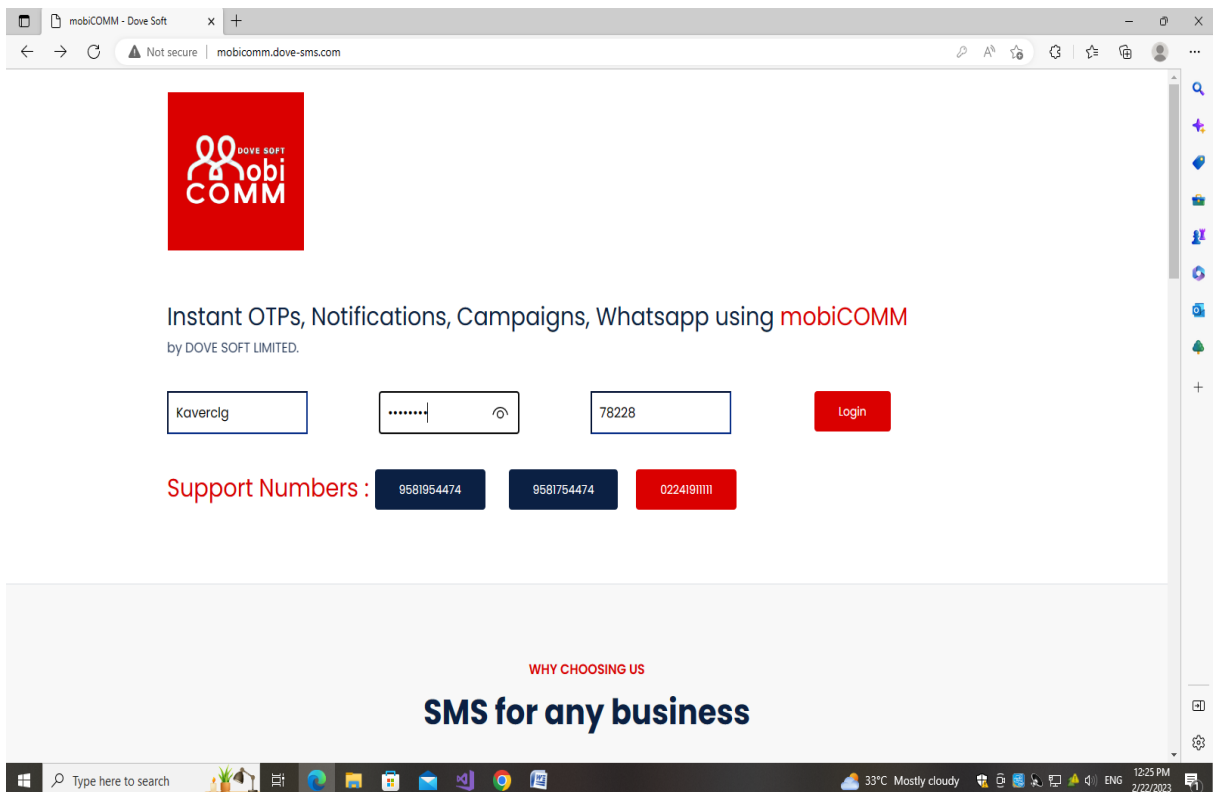 mobiCOMM - Dove Soft
Not secure | mobicomm.dove-sms.com
DOVE SOFT
Mobi
COMM
Instant OTPs, Notifications, Campaigns, Whatsapp using mobiCOMM
by DOVE SOFT LIMITED.
Kaverclg •••••••• 78228 Login
Support Numbers : 9581954474 9581754474 02241911111
WHY CHOOSING US
SMS for any business
Type here to search 33°C Mostly cloudy ENG 12:25 PM
2/22/2023